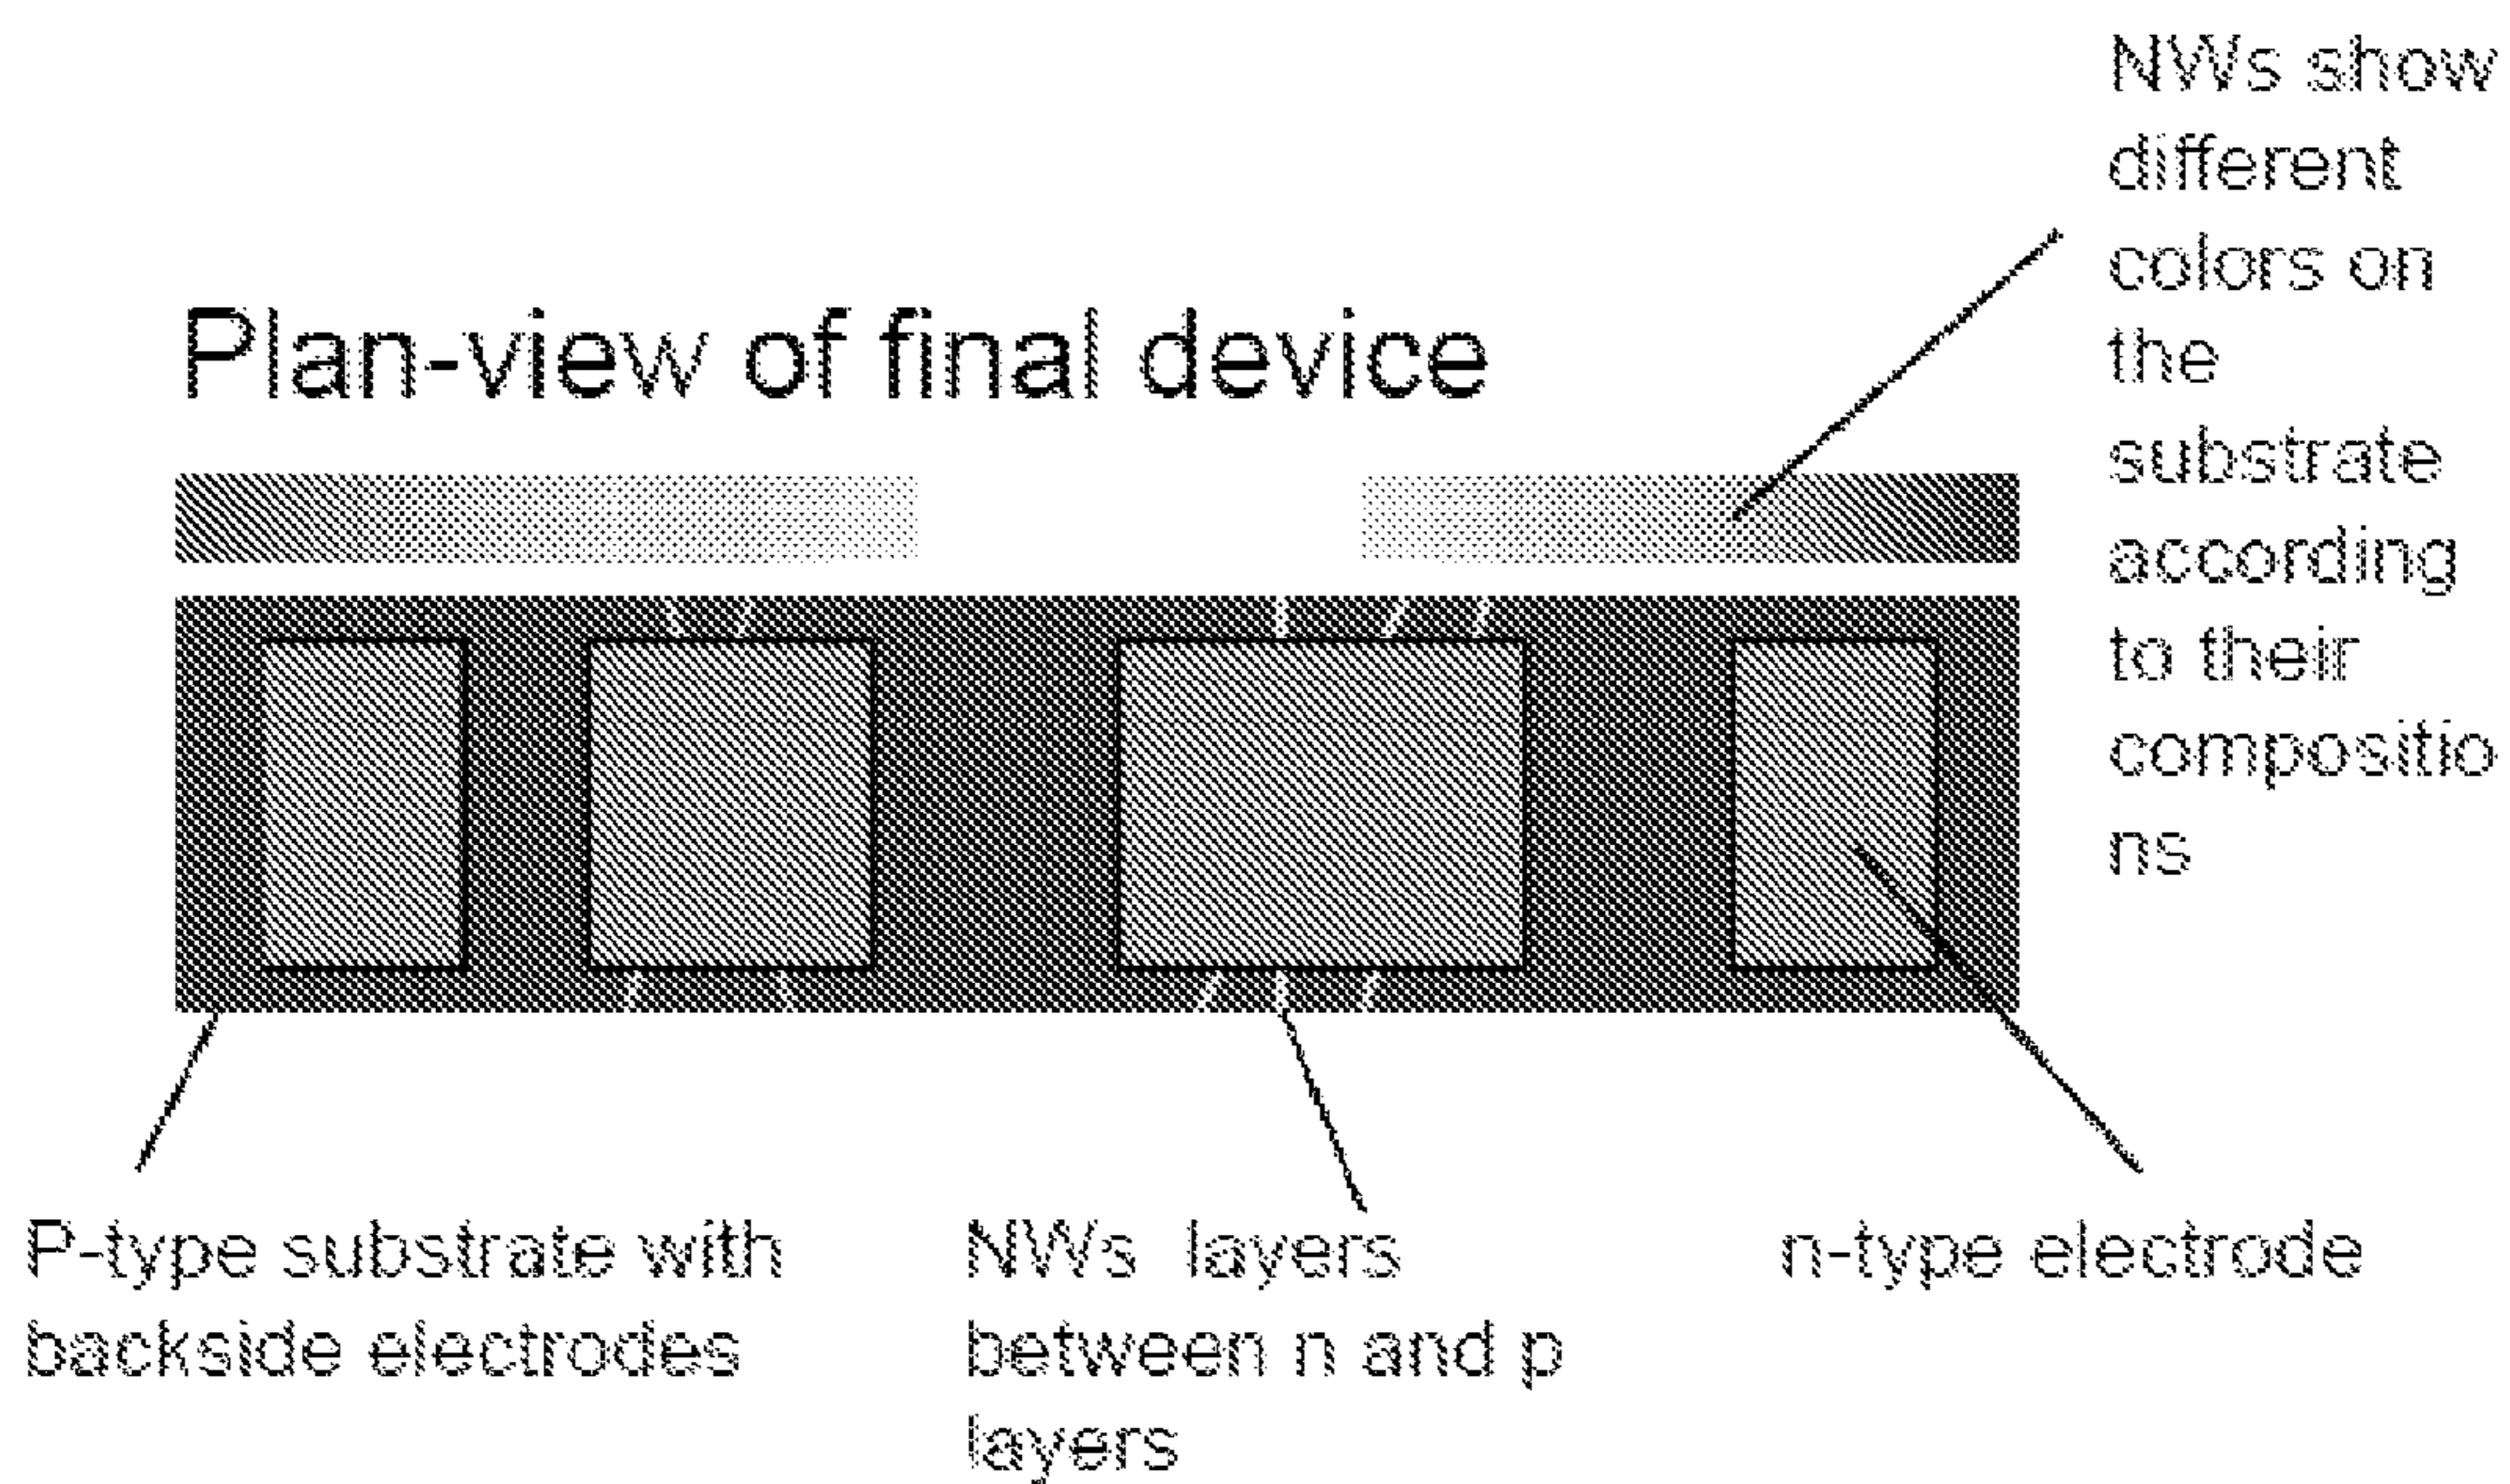 Plan-view of final device
NWs show
different
colors on
the
substrate
according
to their
compositio
ns
P-type substrate with
backside electrodes
NWs layers
between n and p
layers
n-type electrode